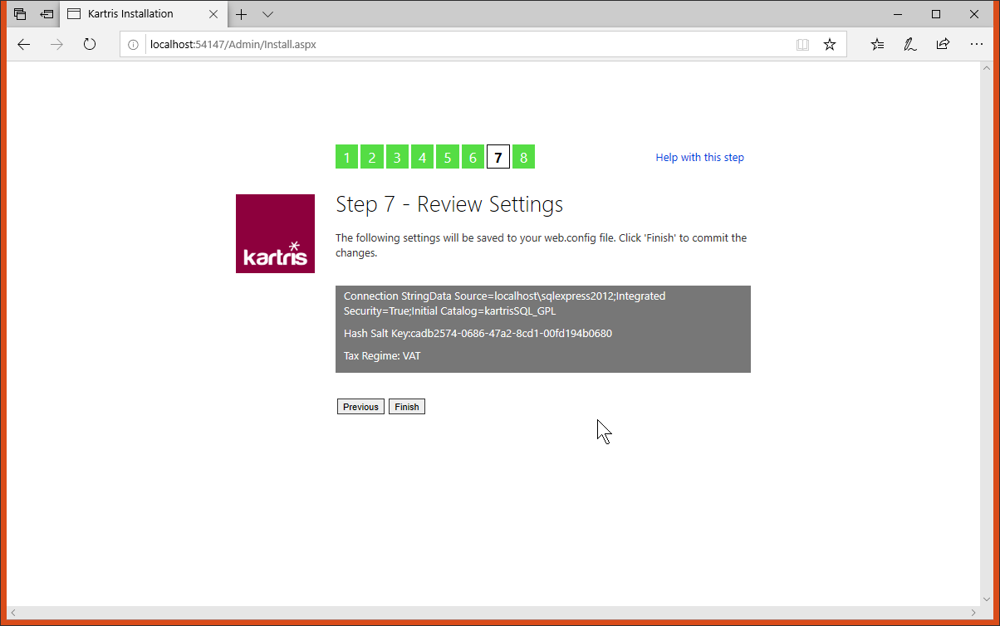 Kartris Installation
localhost:54147/Admin/Install.aspx
1 2 3 4 5 6 7 8
Help with this step
kartris
Step 7 - Review Settings
The following settings will be saved to your web.config file. Click 'Finish' to commit the
changes.
Connection StringData Source=localhost\sqlexpress2012;Integrated
Security=True;Initial Catalog=kartrisSQL_GPL
Hash Salt Key:cadb2574-0686-47a2-8cd1-00fd194b0680
Tax Regime: VAT
Previous Finish